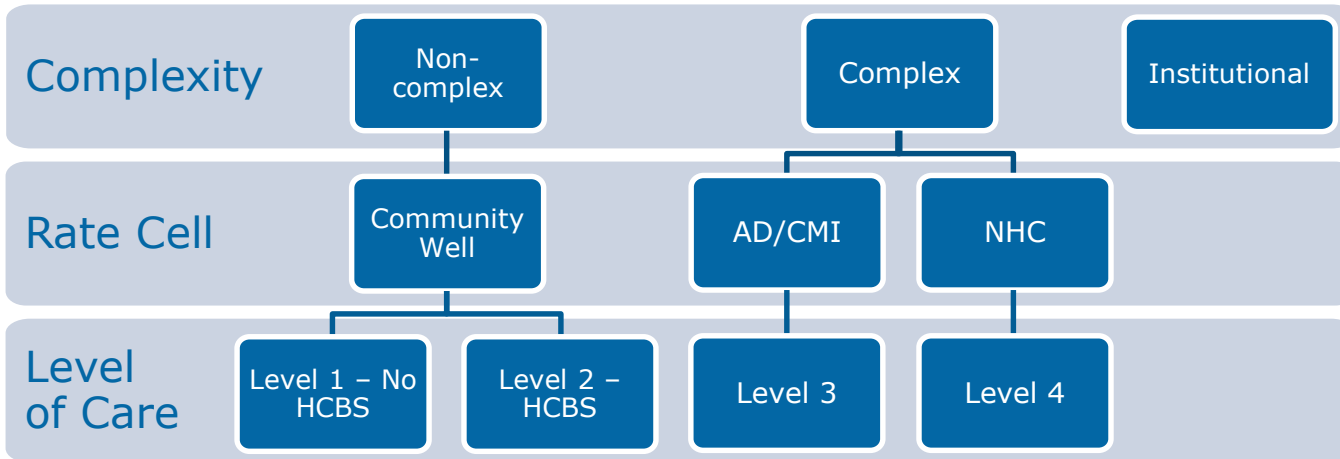 Complexity
Non-
complex
Complex
Institutional
Rate Cell
Community
Well
AD/CMI
NHC
Level
of Care
Level 1 – No
HCBS
Level 2 –
HCBS
Level 3
Level 4